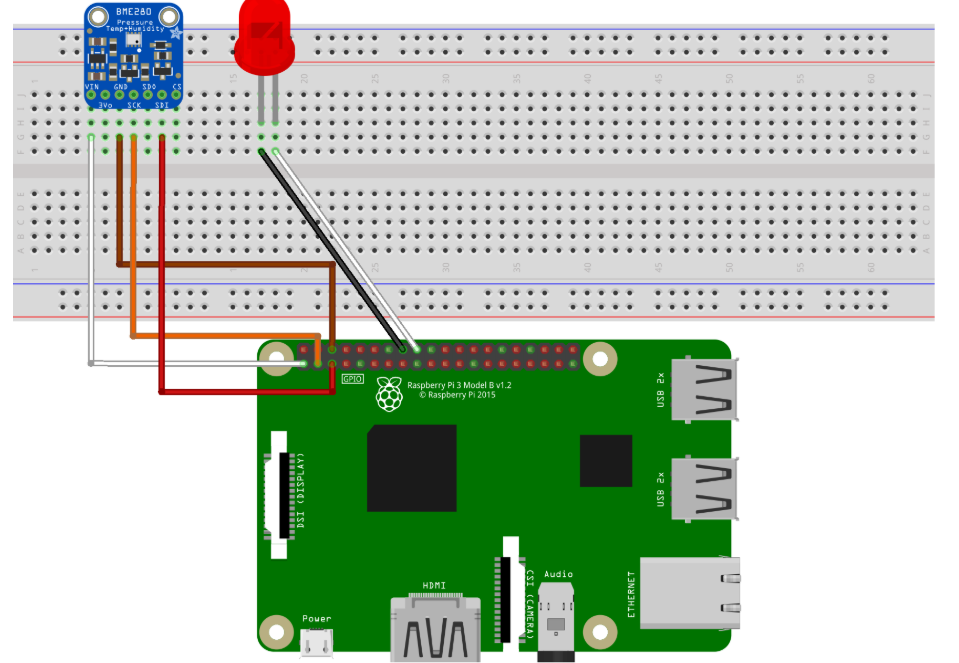 BME280
Pressure
Temp+Humidity
VIN GND SDO CS
3Vo SCK SDI
1 15 20 25 30 35 40 45 50 55 60
J
I
H
G
F
E
D
C
B
A
1 15 20 25 30 35 40 45 50 55 60
GPIO
Raspberry Pi 3 Model B v1.2
© Raspberry Pi 2015
USB 2x
DSI (DISPLAY)
USB 2x
CSI (CAMERA)
Audio
ETHERNET
HDMI
Power